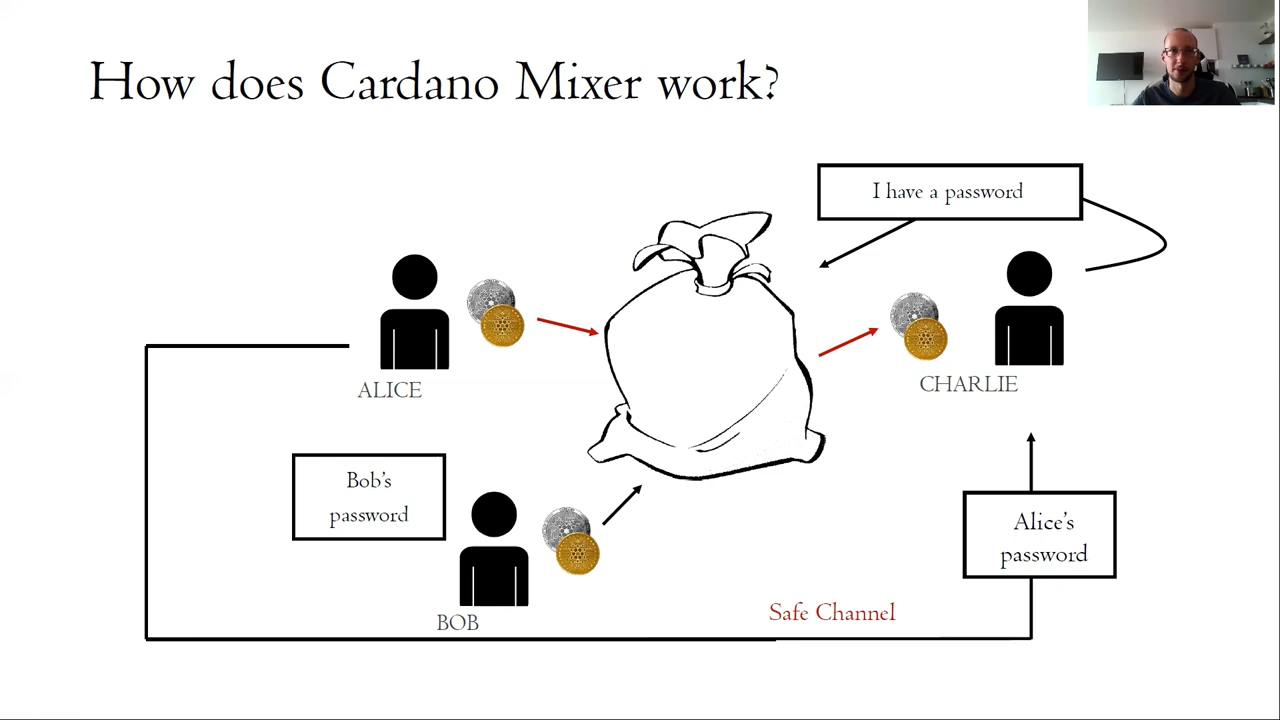 How does Cardano Mixer work?
I have a password
ALICE
CHARLIE
Bob's
password
BOB
Alice's
password
Safe Channel